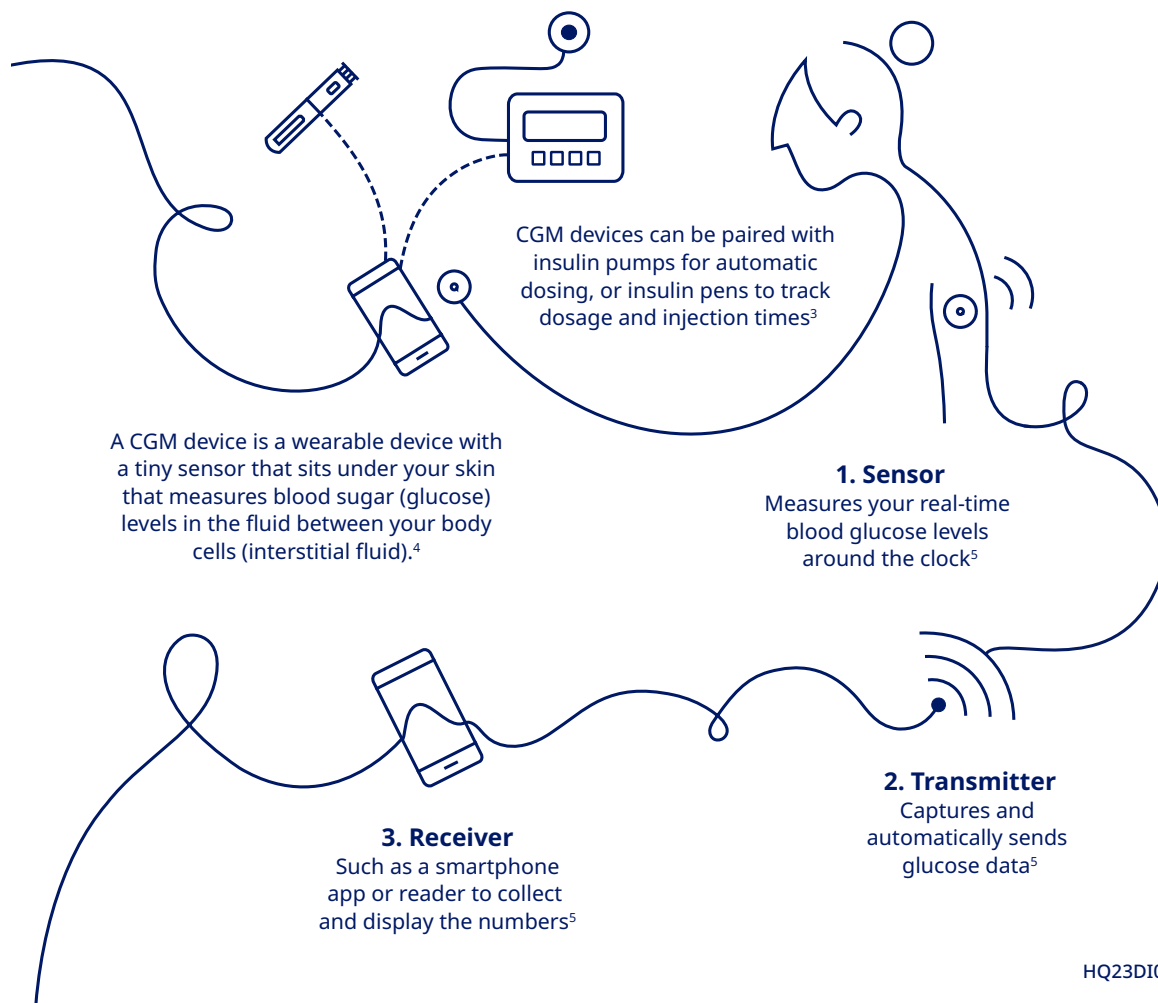 CGM devices can be paired with
insulin pumps for automatic
dosing, or insulin pens to track
dosage and injection times³
A CGM device is a wearable device with
a tiny sensor that sits under your skin
that measures blood sugar (glucose)
levels in the fluid between your body
cells (interstitial fluid).⁴
1. Sensor
Measures your real-time
blood glucose levels
around the clock⁵
2. Transmitter
Captures and
automatically sends
glucose data⁵
3. Receiver
Such as a smartphone
app or reader to collect
and display the numbers⁵